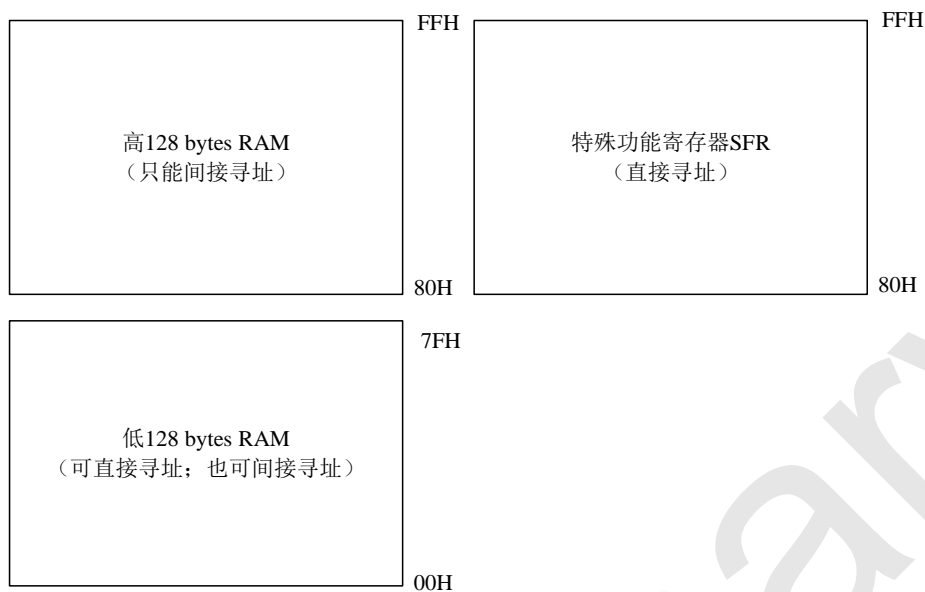 FFH
高128 bytes RAM
（只能间接寻址）
80H
FFH
特殊功能寄存器SFR
（直接寻址）
80H
7FH
低128 bytes RAM
（可直接寻址；也可间接寻址）
00H